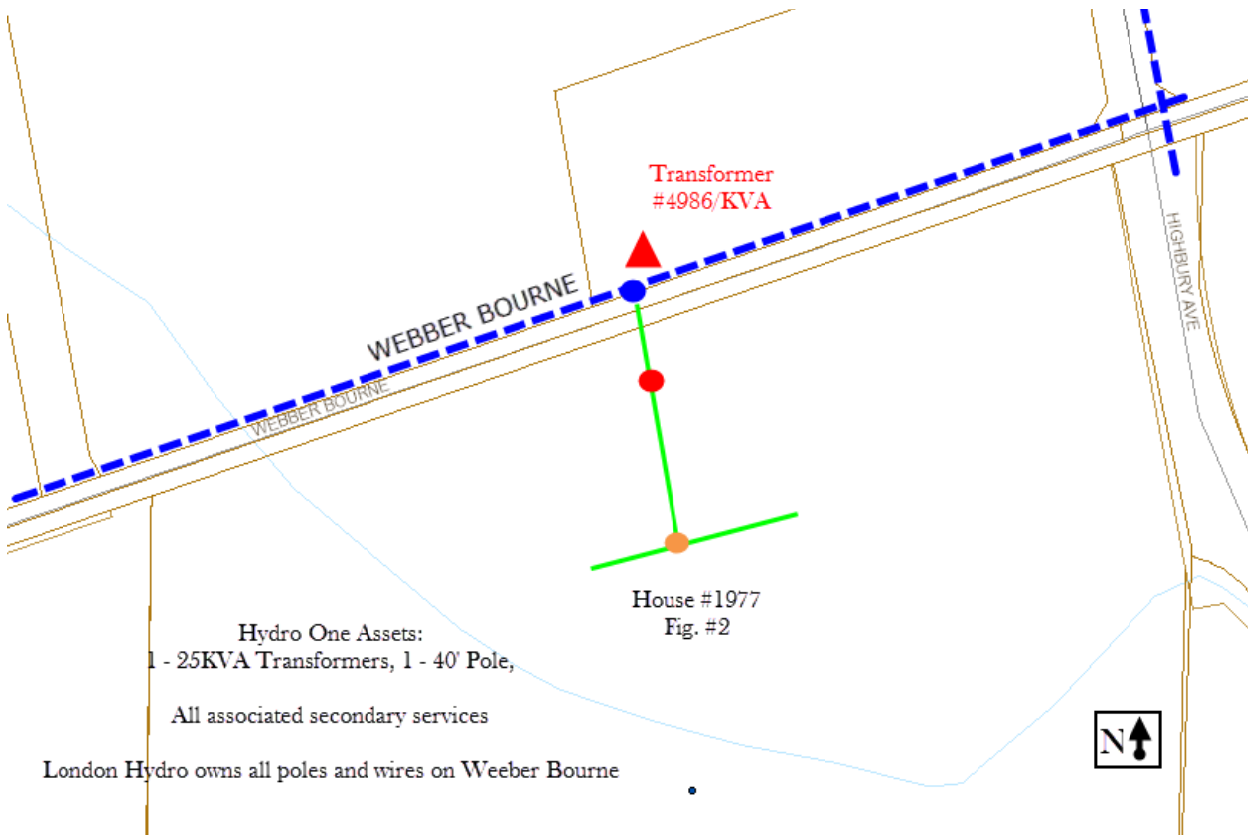 Transformer
#4986/KVA
WEBBER BOURNE
WEBBER BOURNE
HIGHBURY AVE
House #1977
Fig. #2
Hydro One Assets:
1 - 25KVA Transformers, 1 - 40' Pole,
All associated secondary services
London Hydro owns all poles and wires on Weeber Bourne
N